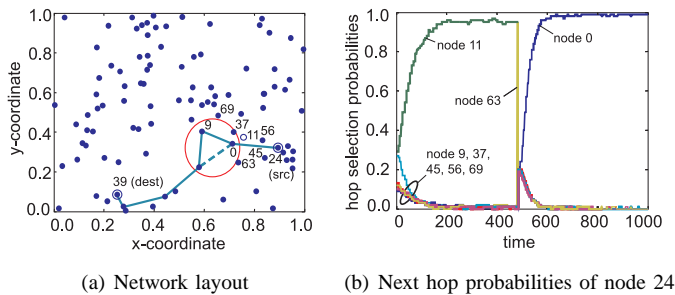 1.0
0.8
0.6
0.4
0.2
0.0
y-coordinate
69
9
37
11
56
0
45
24
63
(src)
39 (dest)
0.0 0.2 0.4 0.6 0.8 1.0
x-coordinate
(a) Network layout
1.0
0.8
0.6
0.4
0.2
0.0
hop selection probabilities
node 11
node 0
node 63
node 9, 37,
45, 56, 69
0 200 400 600 800 1000
time
(b) Next hop probabilities of node 24